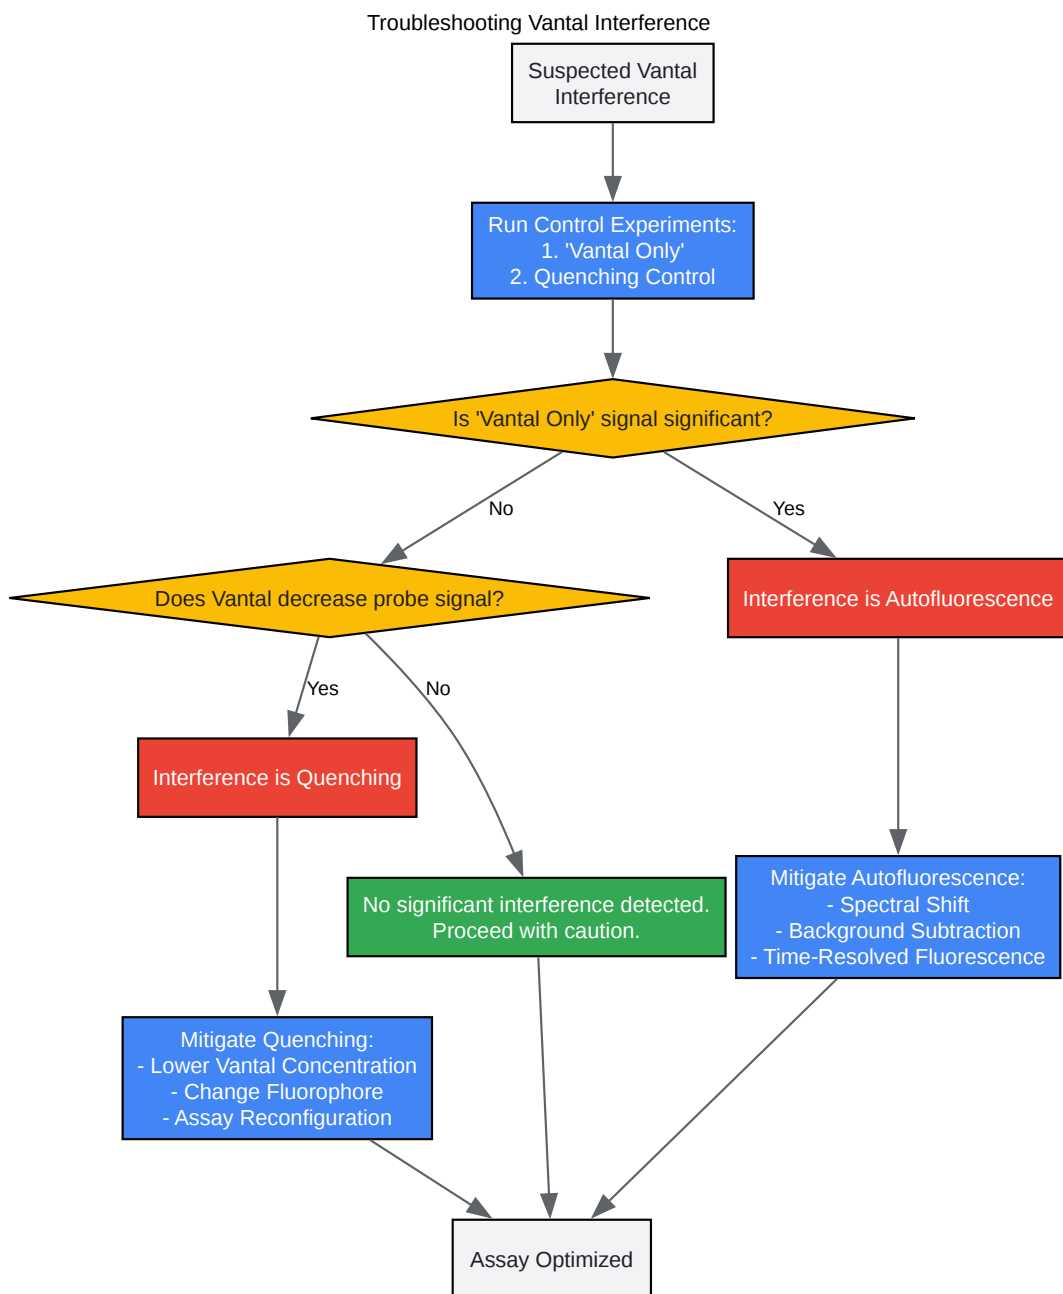 Troubleshooting Vantal Interference
Suspected Vantal
Interference
Run Control Experiments:
1. 'Vantal Only'
2. Quenching Control
Is 'Vantal Only' signal significant?
No
Yes
Does Vantal decrease probe signal?
Interference is Autofluorescence
Yes
No
Interference is Quenching
No significant interference detected.
Proceed with caution.
Mitigate Autofluorescence:
- Spectral Shift
- Background Subtraction
- Time-Resolved Fluorescence
Mitigate Quenching:
- Lower Vantal Concentration
- Change Fluorophore
- Assay Reconfiguration
Assay Optimized